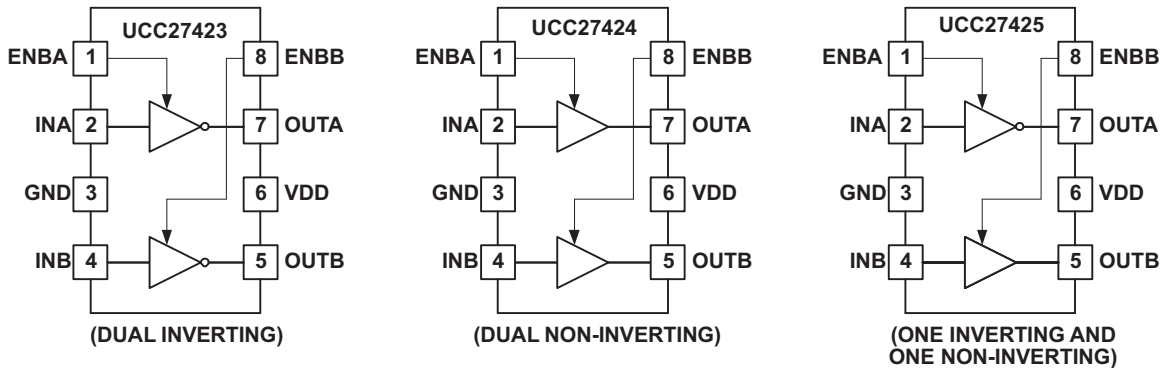 UCC27423
ENBA 1 8 ENBB
INA 2 7 OUTA
GND 3 6 VDD
INB 4 5 OUTB
(DUAL INVERTING)
UCC27424
ENBA 1 8 ENBB
INA 2 7 OUTA
GND 3 6 VDD
INB 4 5 OUTB
(DUAL NON-INVERTING)
UCC27425
ENBA 1 8 ENBB
INA 2 7 OUTA
GND 3 6 VDD
INB 4 5 OUTB
(ONE INVERTING AND
ONE NON-INVERTING)